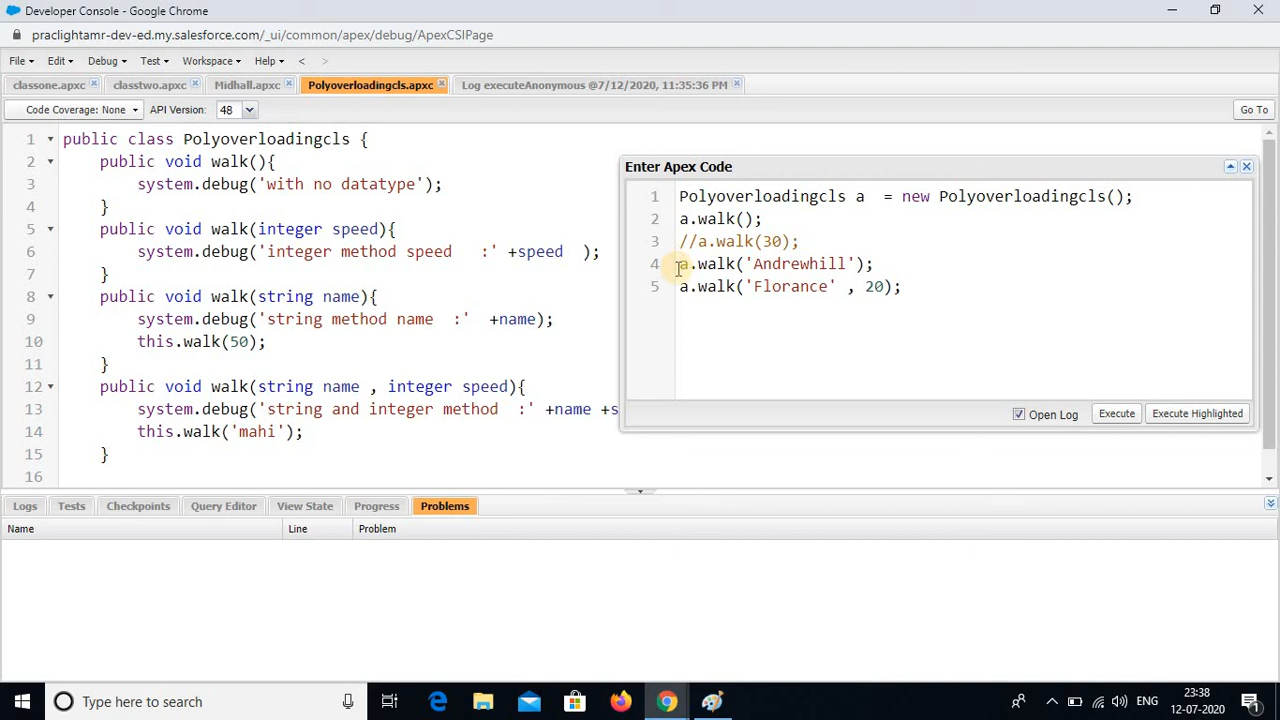 Developer Console - Google Chrome
praclightamr-dev-ed.my.salesforce.com/_ui/common/apex/debug/ApexCSIPage
File Edit Debug Test Workspace Help < >
classone.apxc classtwo.apxc Midhall.apxc Polyoverloadingcls.apxc Log executeAnonymous @7/12/2020, 11:35:36 PM
Code Coverage: None API Version: 48 Go To
1 public class Polyoverloadingcls {
2 public void walk(){
3 system.debug('with no datatype');
4 }
5 public void walk(integer speed){
6 system.debug('integer method speed :' +speed );
7 }
8 public void walk(string name){
9 system.debug('string method name :' +name);
10 this.walk(50);
11 }
12 public void walk(string name , integer speed){
13 system.debug('string and integer method :' +name +s
14 this.walk('mahi');
15 }
16
Enter Apex Code
1 Polyoverloadingcls a = new Polyoverloadingcls();
2 a.walk();
3 //a.walk(30);
4 a.walk('Andrewhill');
5 a.walk('Florance' , 20);
Open Log Execute Execute Highlighted
Logs Tests Checkpoints Query Editor View State Progress Problems
Name Line Problem
Type here to search
ENG
23:38
12-07-2020
1